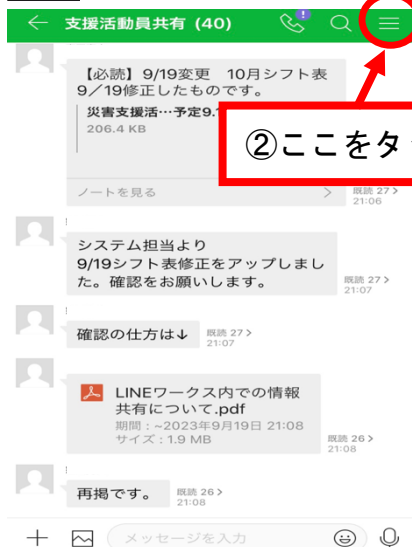 支援活動員共有 (40)
!
【必読】9/19変更　10月シフト表
9／19修正したものです。
災害支援活…予定9.
206.4 KB
②ここをタ
ノートを見る
既読 27
21:06
!
システム担当より
9/19シフト表修正をアップしまし
た。確認をお願いします。
既読 27
21:07
!
確認の仕方は↓
既読 27
21:07
!
LINEワークス内での情報
共有について.pdf
期間：~2023年9月19日 21:08
サイズ：1.9 MB
既読 26
21:08
!
再掲です。
既読 26
21:08
メッセージを入力